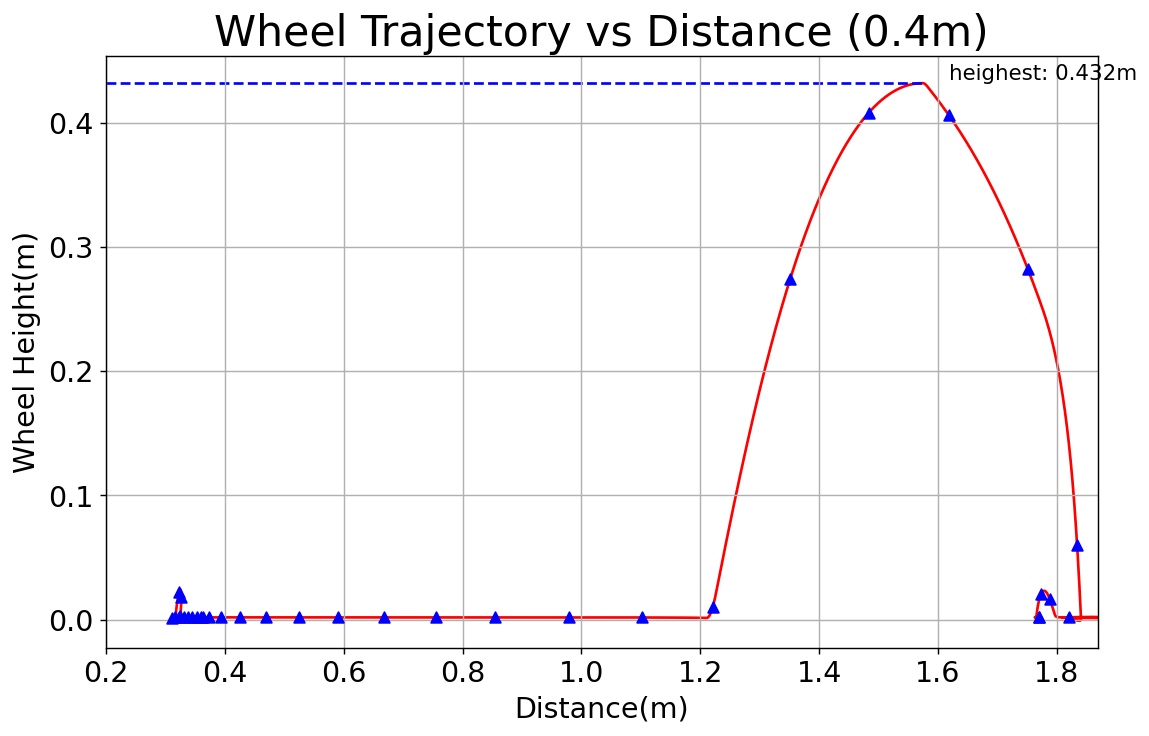 Wheel Trajectory vs Distance (0.4m)
heighest: 0.432m
Wheel Height(m)
0.4
0.3
0.2
0.1
0.0
0.2 0.4 0.6 0.8 1.0 1.2 1.4 1.6 1.8
Distance(m)